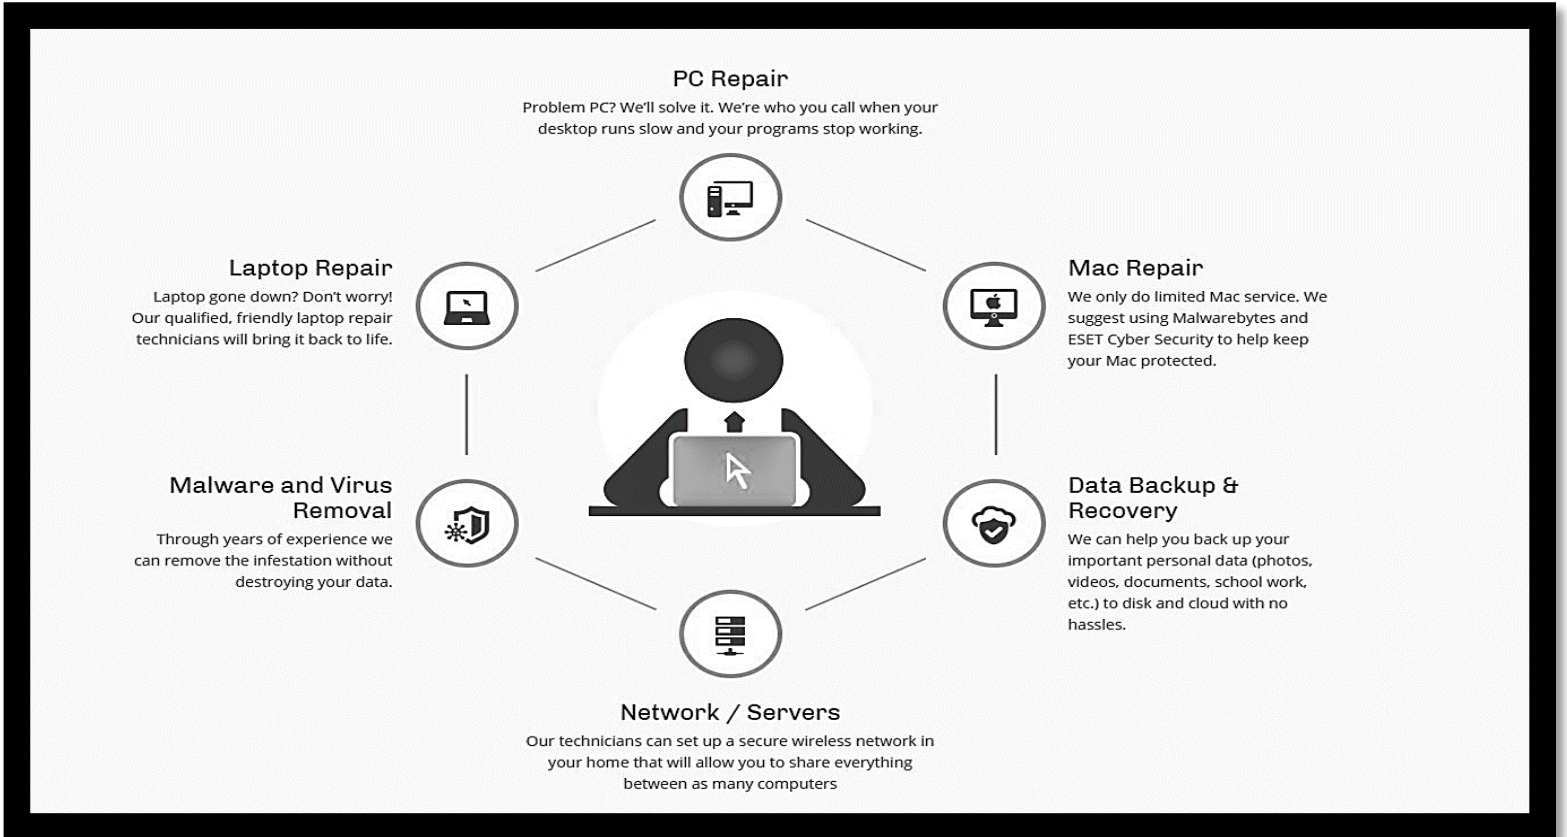 PC Repair
Problem PC? We'll solve it. We're who you call when your
desktop runs slow and your programs stop working.
Laptop Repair
Laptop gone down? Don't worry!
Our qualified, friendly laptop repair
technicians will bring it back to life.
Mac Repair
We only do limited Mac service. We
suggest using Malwarebytes and
ESET Cyber Security to help keep
your Mac protected.
Malware and Virus
Removal
Through years of experience we
can remove the infestation without
destroying your data.
Data Backup &
Recovery
We can help you back up your
important personal data (photos,
videos, documents, school work,
etc.) to disk and cloud with no
hassles.
Network / Servers
Our technicians can set up a secure wireless network in
your home that will allow you to share everything
between as many computers